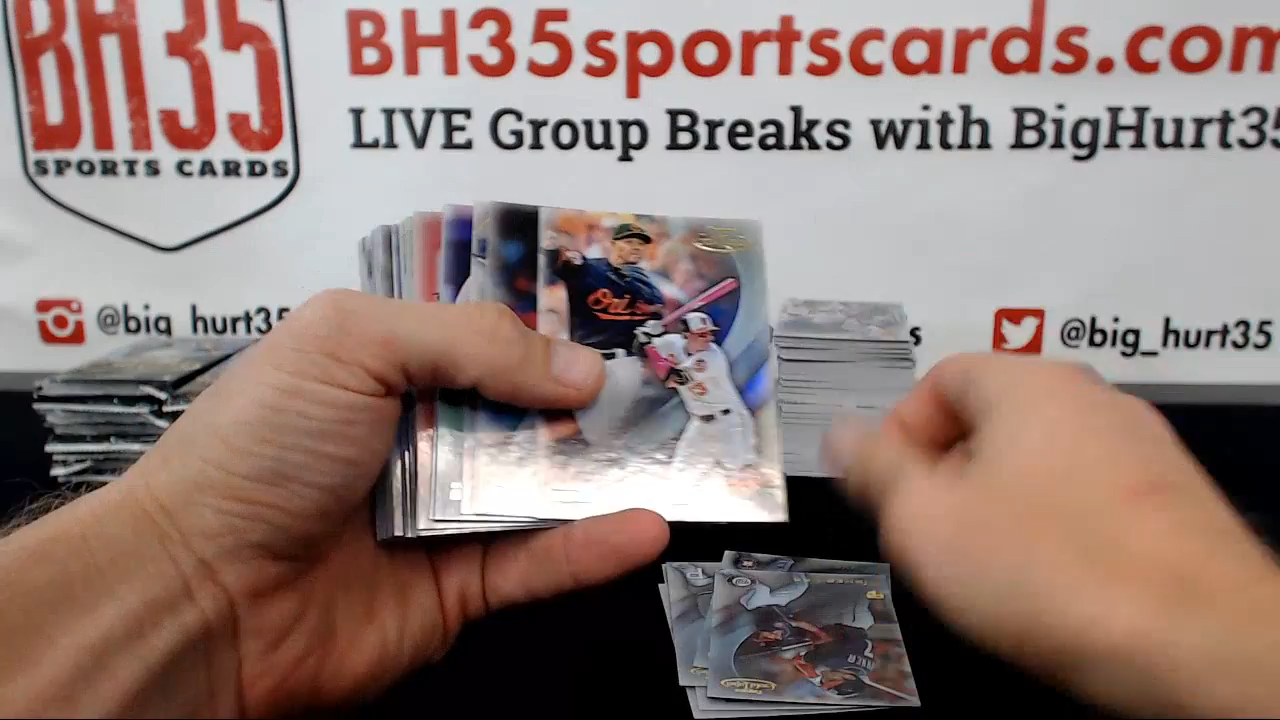 BH35
SPORTS CARDS
BH35sportscards.com
LIVE Group Breaks with BigHurt35
@big_hurt35
@big_hurt35